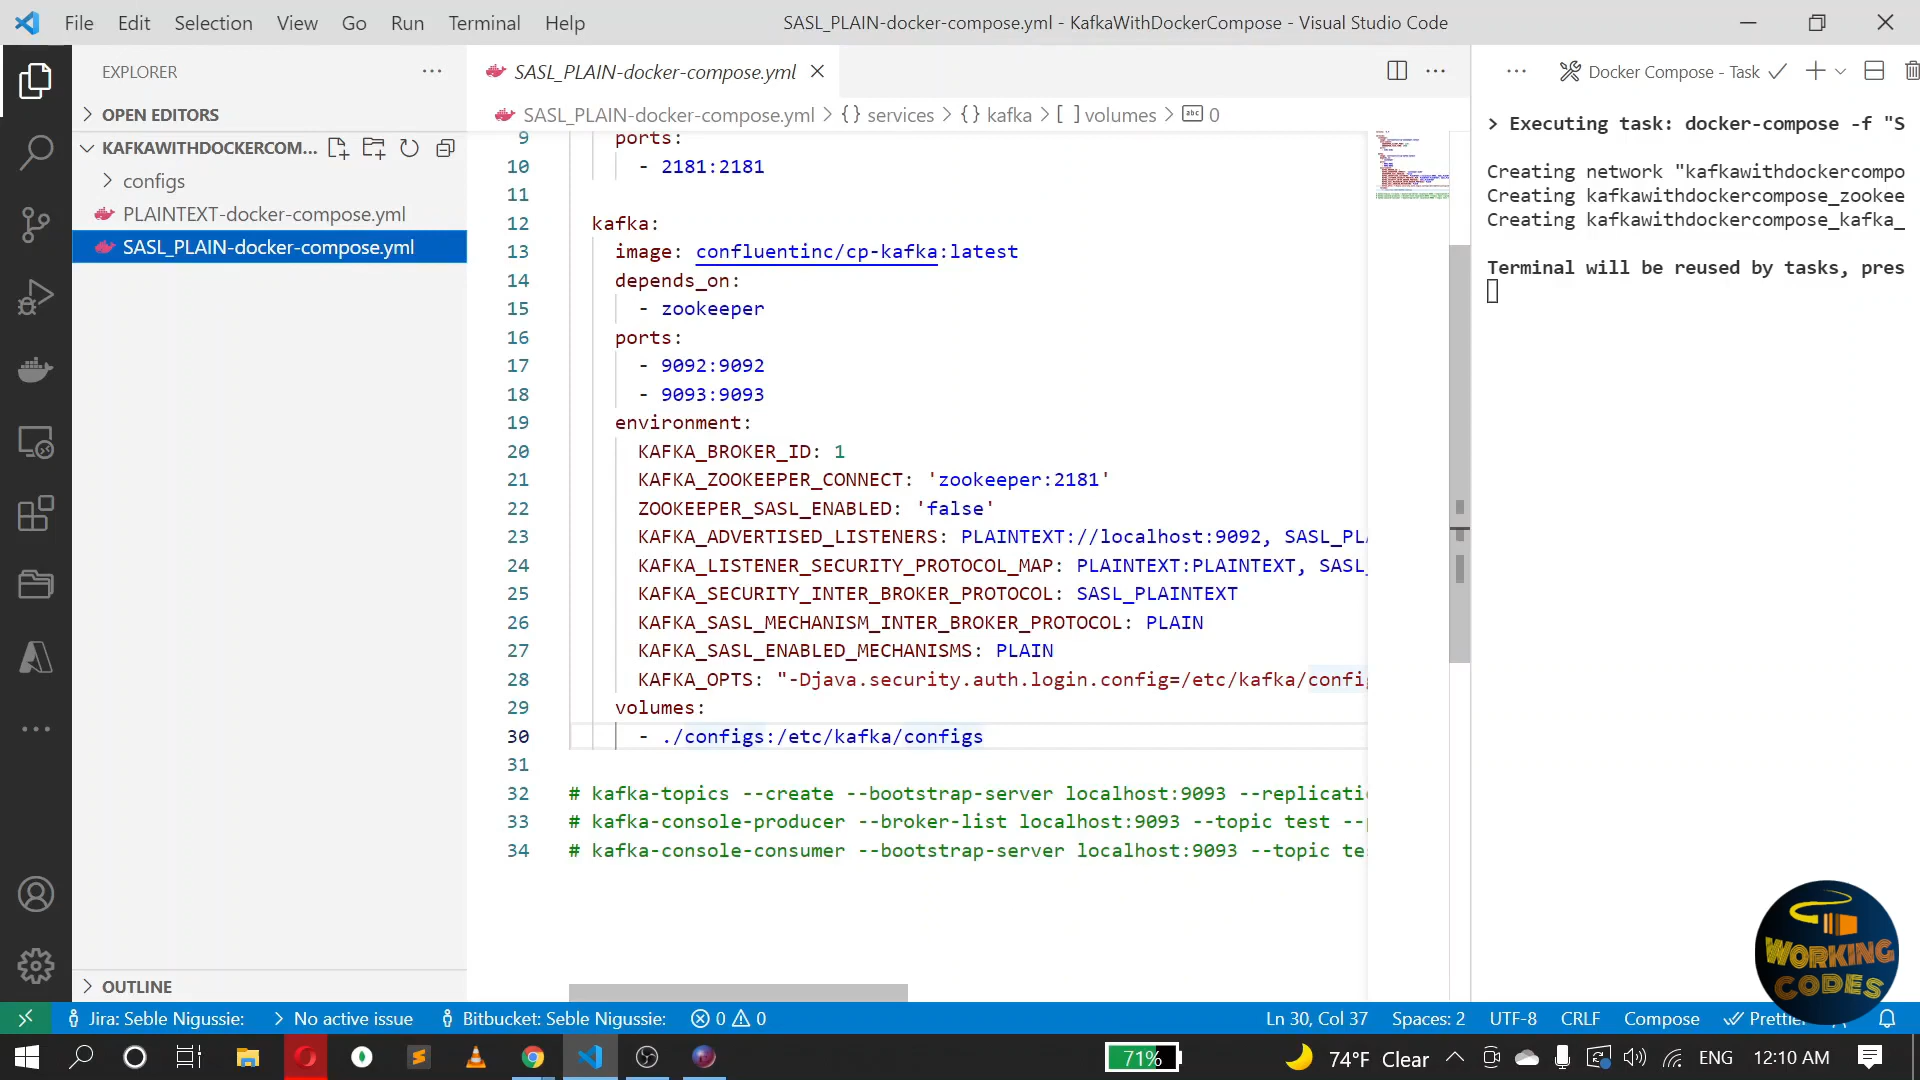 File Edit Selection View Go Run Terminal Help
SASL_PLAIN-docker-compose.yml - KafkaWithDockerCompose - Visual Studio Code
EXPLORER
OPEN EDITORS
KAFKAWITHDOCKERCOM...
configs
PLAINTEXT-docker-compose.yml
SASL_PLAIN-docker-compose.yml
OUTLINE
SASL_PLAIN-docker-compose.yml
SASL_PLAIN-docker-compose.yml > {} services > {} kafka > [ ] volumes > abc 0
9 ports:
10 - 2181:2181
11
12 kafka:
13 image: confluentinc/cp-kafka:latest
14 depends_on:
15 - zookeeper
16 ports:
17 - 9092:9092
18 - 9093:9093
19 environment:
20 KAFKA_BROKER_ID: 1
21 KAFKA_ZOOKEEPER_CONNECT: 'zookeeper:2181'
22 ZOOKEEPER_SASL_ENABLED: 'false'
23 KAFKA_ADVERTISED_LISTENERS: PLAINTEXT://localhost:9092, SASL_PLA
24 KAFKA_LISTENER_SECURITY_PROTOCOL_MAP: PLAINTEXT:PLAINTEXT, SASL_
25 KAFKA_SECURITY_INTER_BROKER_PROTOCOL: SASL_PLAINTEXT
26 KAFKA_SASL_MECHANISM_INTER_BROKER_PROTOCOL: PLAIN
27 KAFKA_SASL_ENABLED_MECHANISMS: PLAIN
28 KAFKA_OPTS: "-Djava.security.auth.login.config=/etc/kafka/config
29 volumes:
30 - ./configs:/etc/kafka/configs
31
32 # kafka-topics --create --bootstrap-server localhost:9093 --replicatio
33 # kafka-console-producer --broker-list localhost:9093 --topic test --p
34 # kafka-console-consumer --bootstrap-server localhost:9093 --topic te
Docker Compose - Task
> Executing task: docker-compose -f "S
Creating network "kafkawithdockercompo
Creating kafkawithdockercompose_zookee
Creating kafkawithdockercompose_kafka_
Terminal will be reused by tasks, pres
WORKING
CODES
Jira: Seble Nigussie: No active issue Bitbucket: Seble Nigussie: 0 0 Ln 30, Col 37 Spaces: 2 UTF-8 CRLF Compose Prettier
71% 74°F Clear ENG 12:10 AM